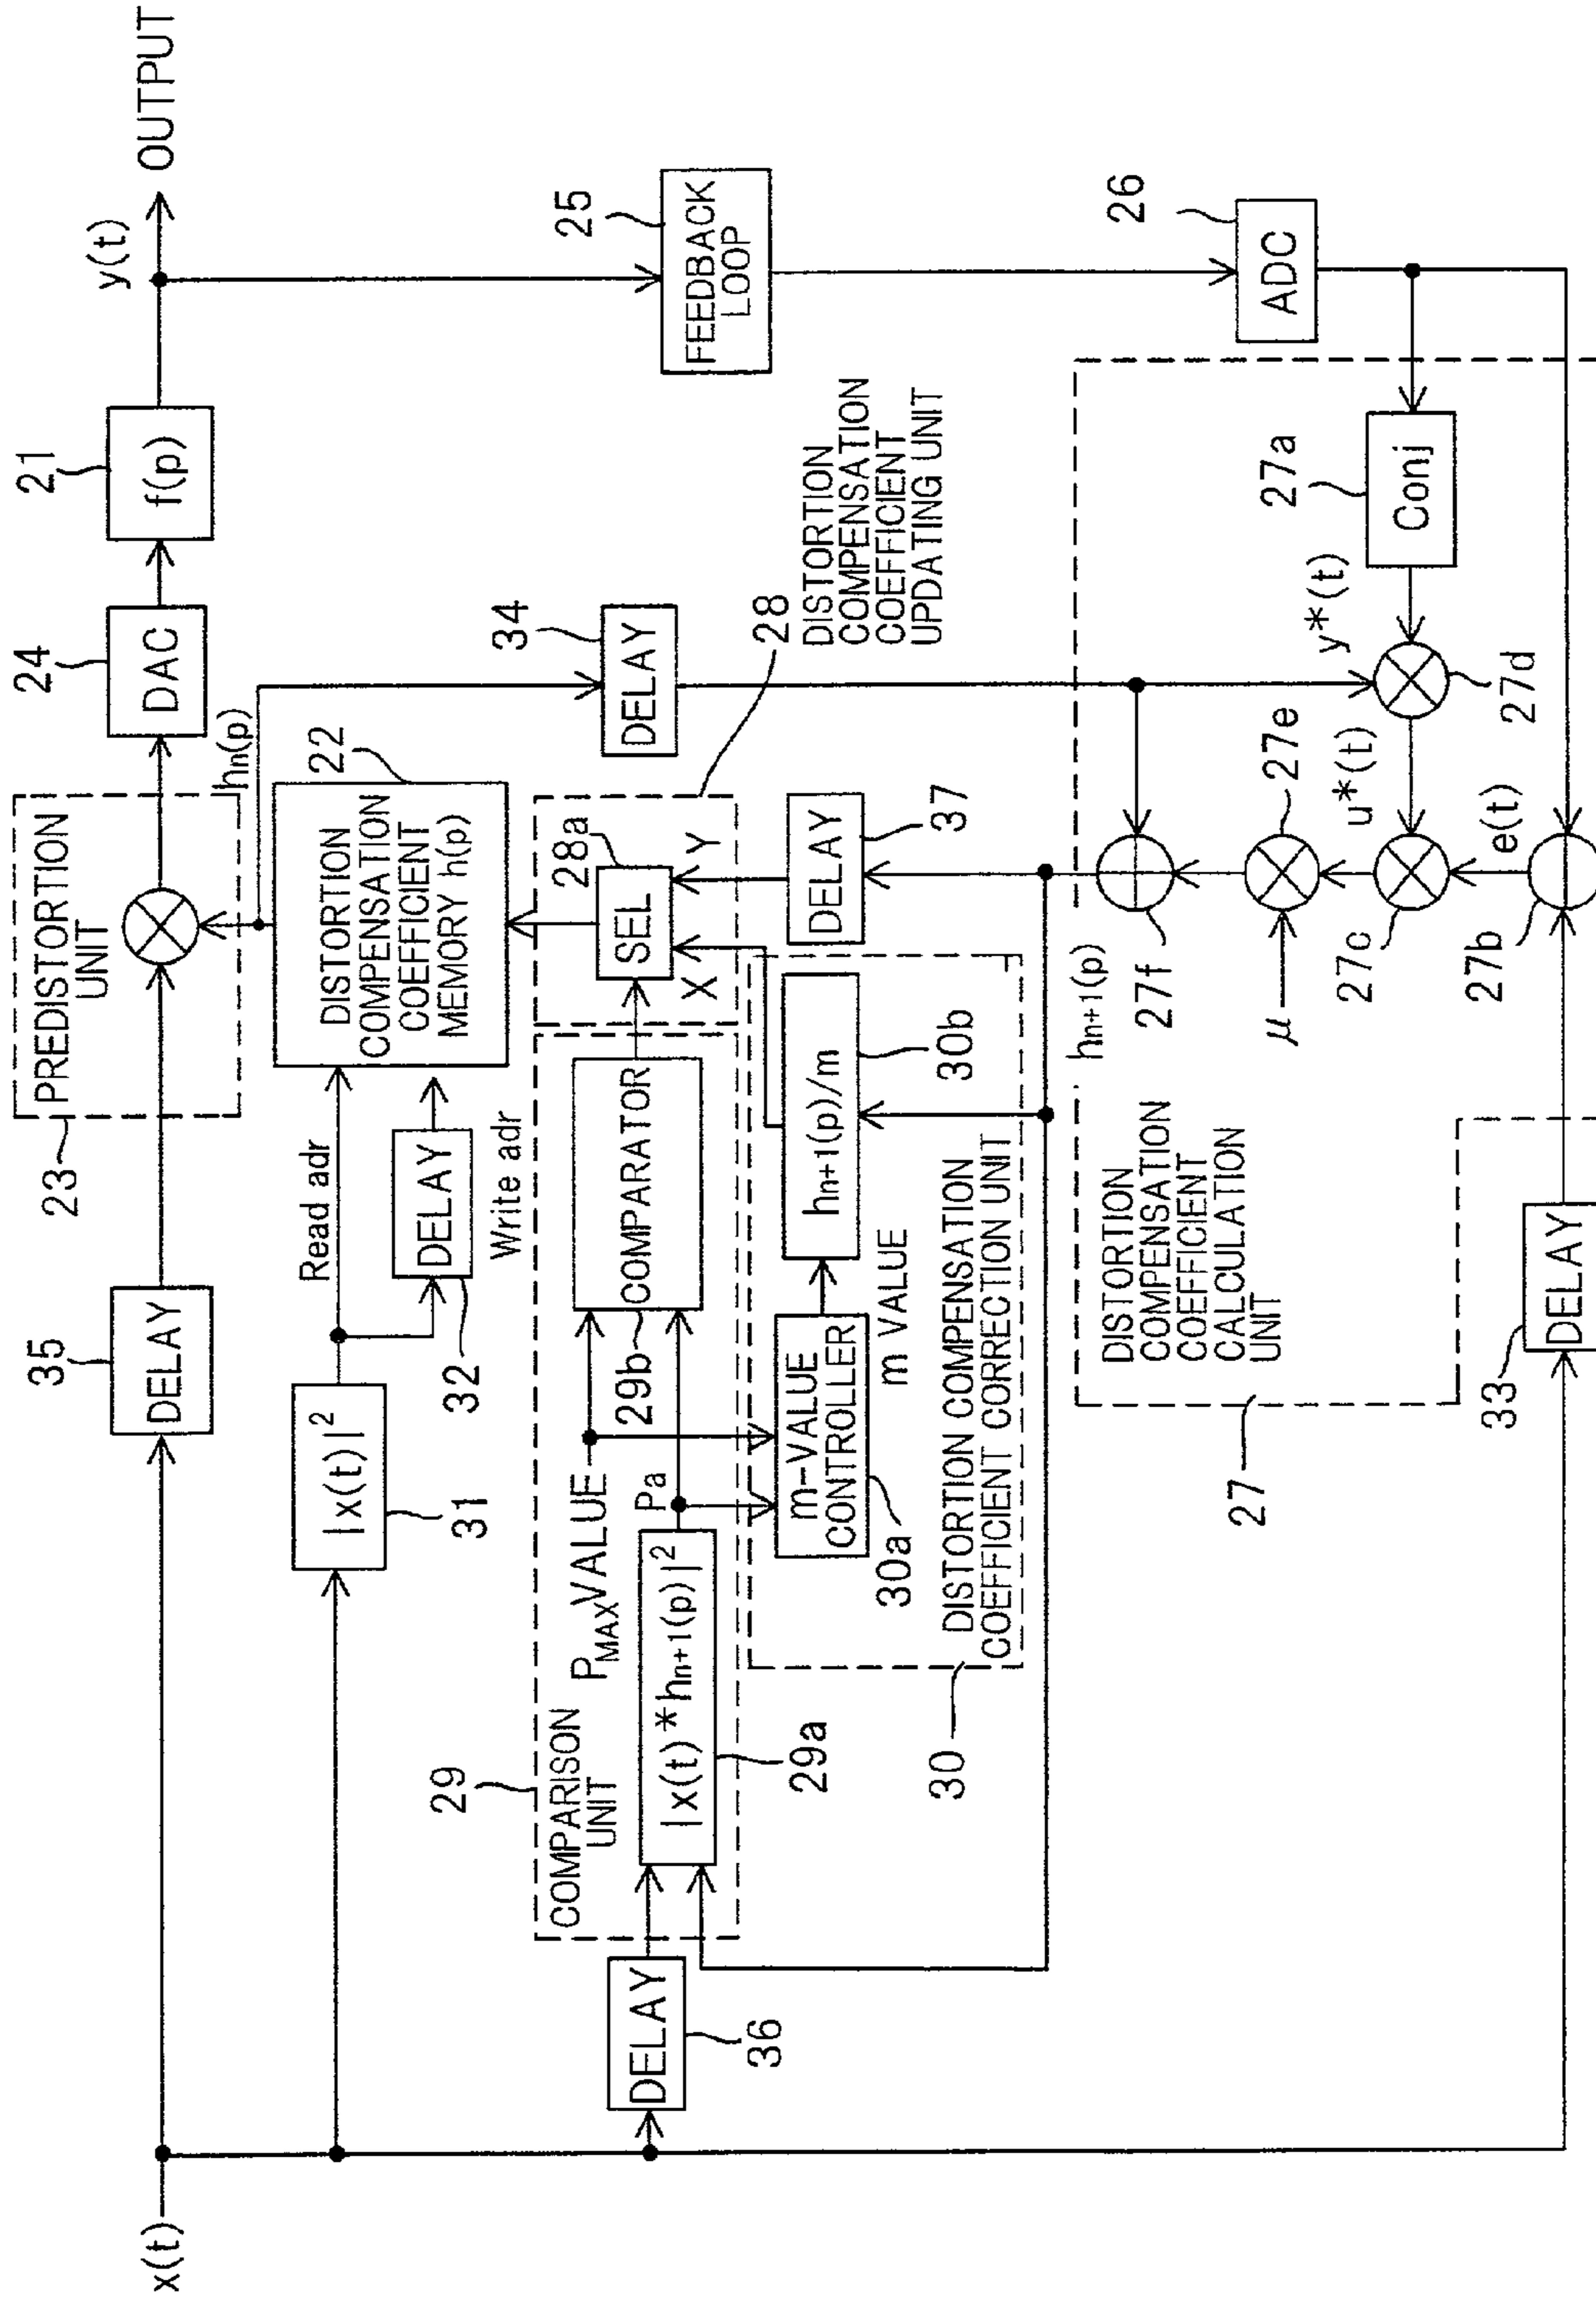 x(t)
35
DELAY
23
PREDISTORTION
UNIT
24
DAC
21
f(p)
y(t)
OUTPUT
hn(p)
|x(t)|²
31
Read adr
DELAY
32
Write adr
22
DISTORTION
COMPENSATION
COEFFICIENT
MEMORY h(p)
34
DELAY
25
FEEDBACK
LOOP
29
COMPARISON
UNIT
PMAX VALUE
Pa
29b
COMPARATOR
28a
SEL
X
Y
28
DISTORTION
COMPENSATION
COEFFICIENT
UPDATING UNIT
DELAY
36
|x(t)*hn+1(p)|²
29a
m-VALUE
CONTROLLER
30a
m VALUE
hn+1(p)/m
30b
DELAY
37
30
DISTORTION COMPENSATION
COEFFICIENT CORRECTION UNIT
26
ADC
hn+1(p)
27f
27e
μ
u*(t)
y*(t)
27a
Conj
27d
27c
e(t)
27b
DISTORTION
COMPENSATION
COEFFICIENT
CALCULATION
UNIT
27
33
DELAY